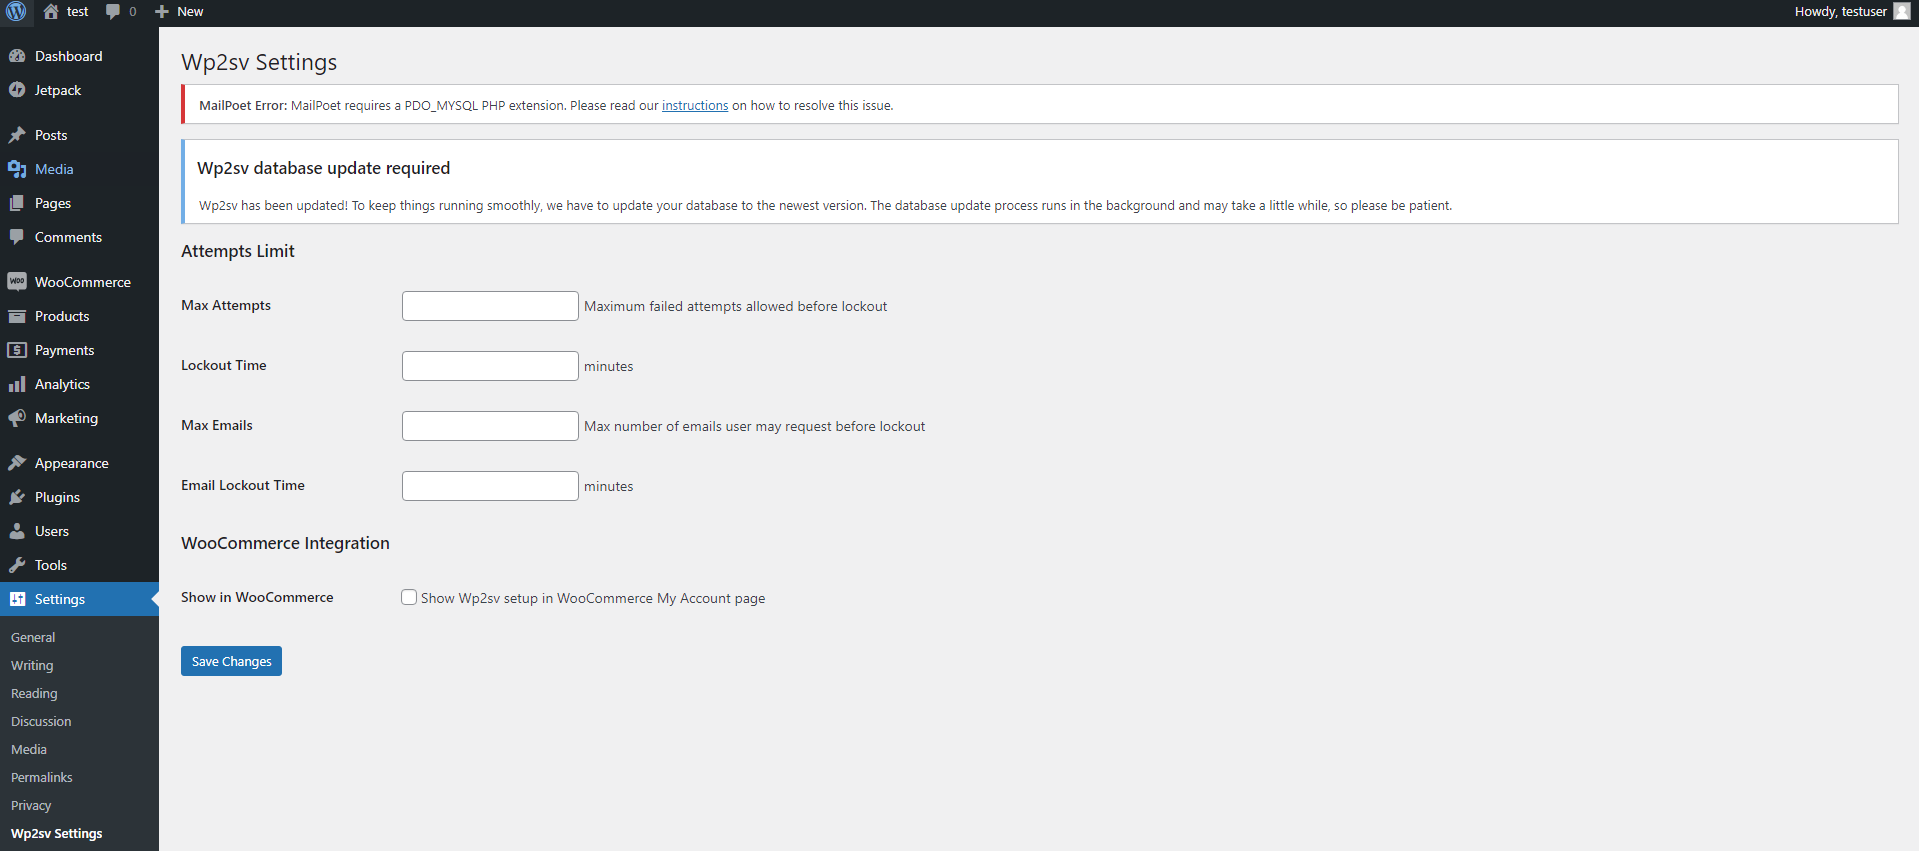 test
0
New
Howdy, testuser
Dashboard
Jetpack
Posts
Media
Pages
Comments
WooCommerce
Products
Payments
Analytics
Marketing
Appearance
Plugins
Users
Tools
Settings
General
Writing
Reading
Discussion
Media
Permalinks
Privacy
Wp2sv Settings
Wp2sv Settings
MailPoet Error: MailPoet requires a PDO_MYSQL PHP extension. Please read our instructions on how to resolve this issue.
Wp2sv database update required
Wp2sv has been updated! To keep things running smoothly, we have to update your database to the newest version. The database update process runs in the background and may take a little while, so please be patient.
Attempts Limit
Max Attempts Maximum failed attempts allowed before lockout
Lockout Time minutes
Max Emails Max number of emails user may request before lockout
Email Lockout Time minutes
WooCommerce Integration
Show in WooCommerce Show Wp2sv setup in WooCommerce My Account page
Save Changes